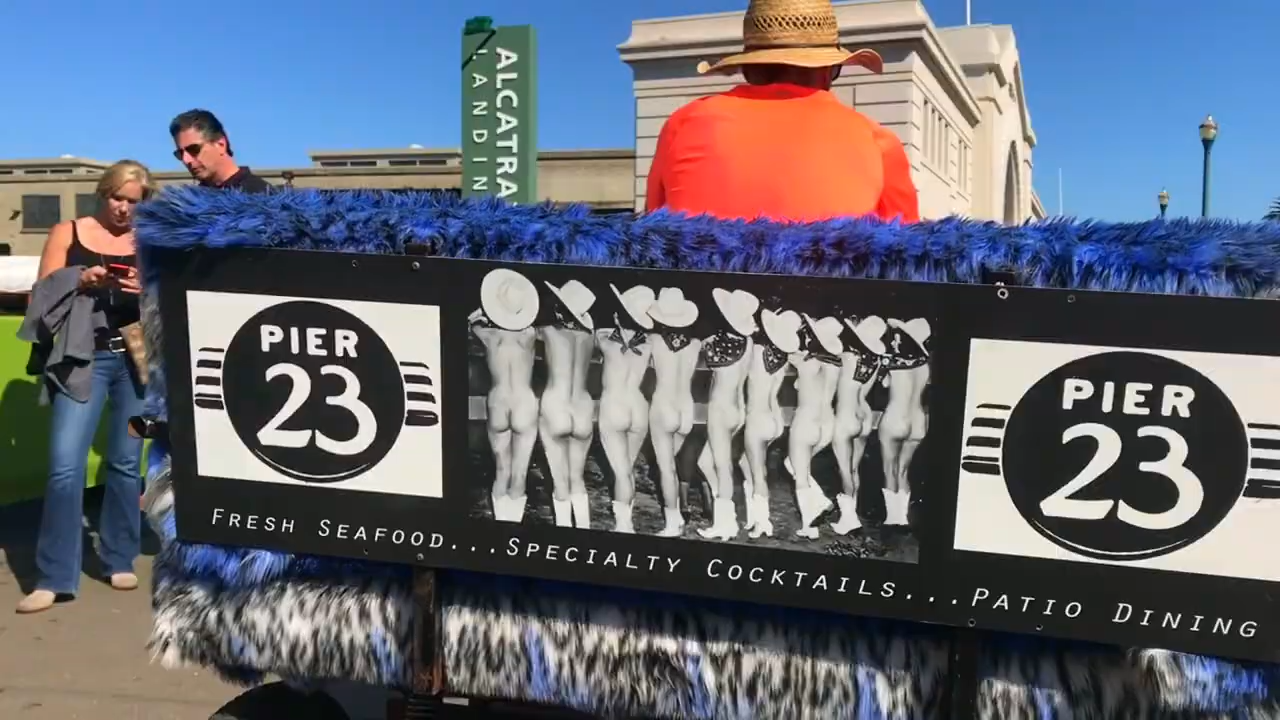 ALCATRA
LANDIN
PIER
23
PIER
23
FRESH SEAFOOD...SPECIALTY COCKTAILS...PATIO DINING